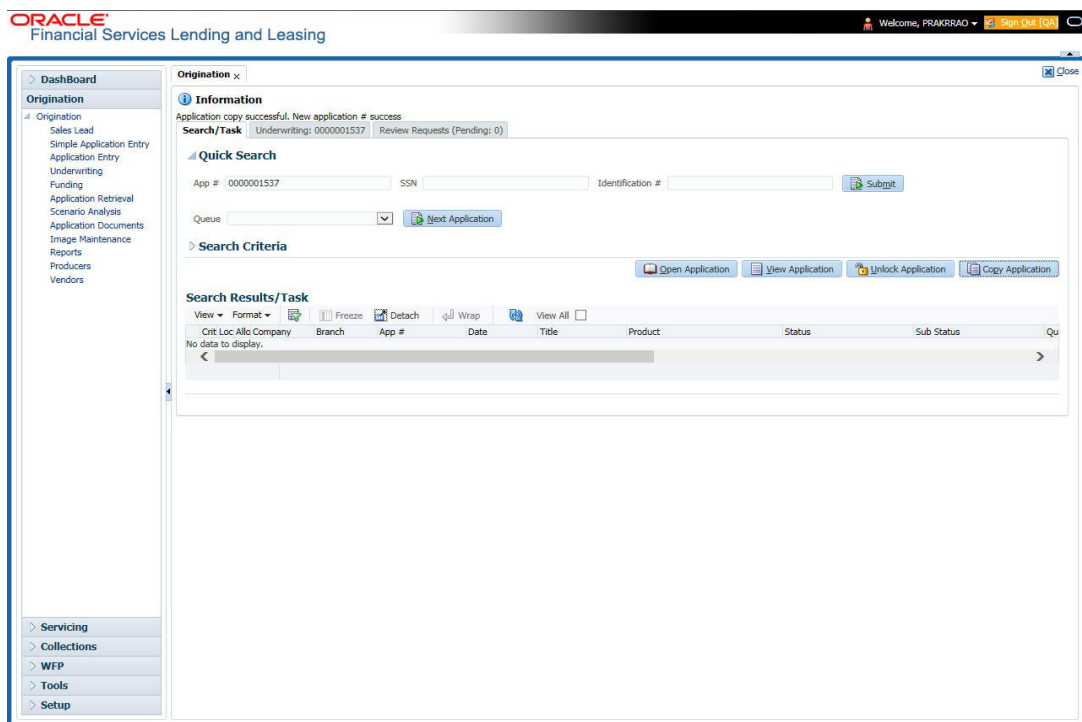 ORACLE'
Financial Services Lending and Leasing
Welcome, PRAKRRAO
Sign Out [QA]
Close
DashBoard
Origination
Origination
Sales Lead
Simple Application Entry
Application Entry
Underwriting
Funding
Application Retrieval
Scenario Analysis
Application Documents
Image Maintenance
Reports
Producers
Vendors
Servicing
Collections
WFP
Tools
Setup
Origination x
Information
Application copy successful. New application # success
Search/Task Underwriting: 0000001537 Review Requests (Pending: 0)
Quick Search
App # 0000001537 SSN Identification # Submit
Queue Next Application
Search Criteria
Open Application View Application Unlock Application Copy Application
Search Results/Task
View Format Freeze Detach Wrap View All
Crit Loc Allo Company Branch App # Date Title Product Status Sub Status Qu
No data to display.